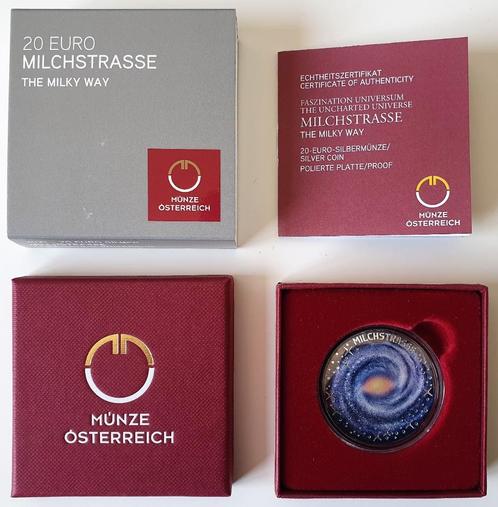 20 EURO
MILCHSTRASSE
THE MILKY WAY
MÜNZE
ÖSTERREICH
ECHTHEITSZERTIFIKAT
CERTIFICATE OF AUTHENTICITY
FASZINATION UNIVERSUM
THE UNCHARTED UNIVERSE
MILCHSTRASSE
THE MILKY WAY
20-EURO-SILBERMÜNZE/
SILVER COIN
POLIERTE PLATTE/PROOF
MÜNZE
ÖSTERREICH
MÜNZE
ÖSTERREICH
MILCHSTRASSE